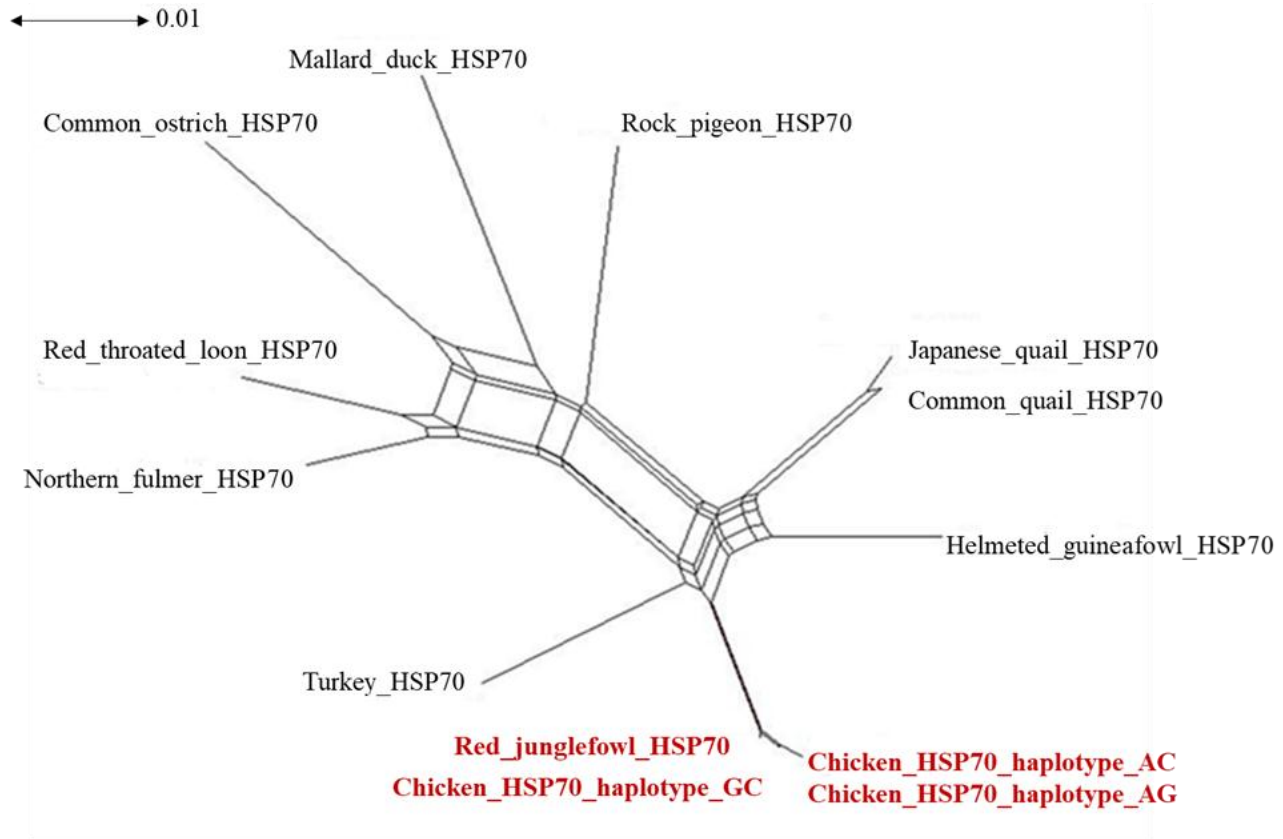 0.01
Mallard_duck_HSP70
Common_ostrich_HSP70
Rock_pigeon_HSP70
Red_throated_loon_HSP70
Japanese_quail_HSP70
Common_quail_HSP70
Northern_fulmer_HSP70
Helmeted_guineafowl_HSP70
Turkey_HSP70
Red_junglefowl_HSP70
Chicken_HSP70_haplotype_GC
Chicken_HSP70_haplotype_AC
Chicken_HSP70_haplotype_AG